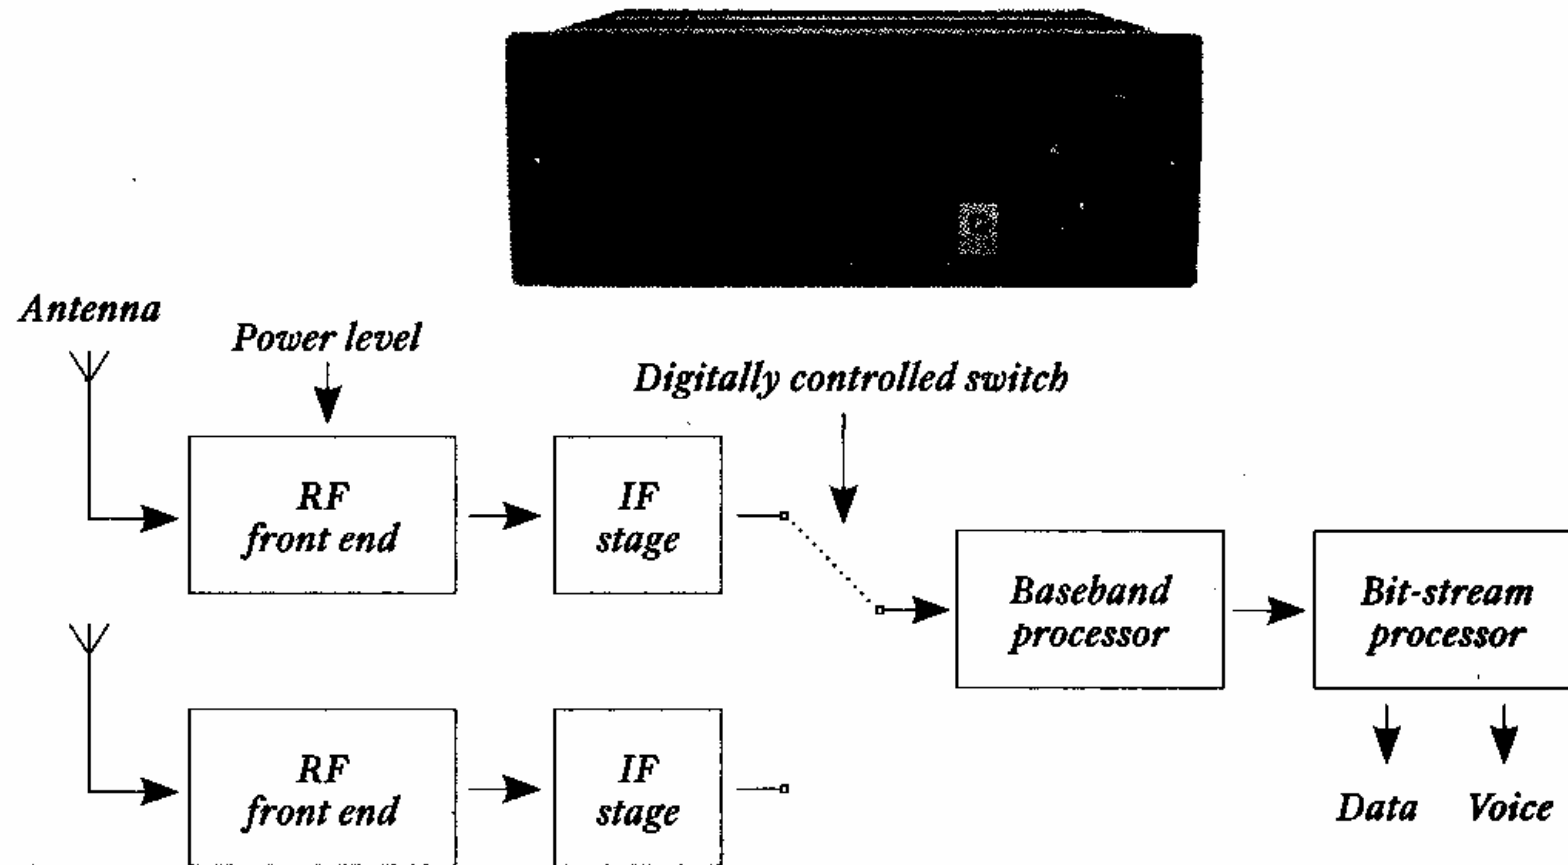 Antenna
Power level
Digitally controlled switch
RF
front end
IF
stage
Baseband
processor
Bit-stream
processor
RF
front end
IF
stage
Data
Voice